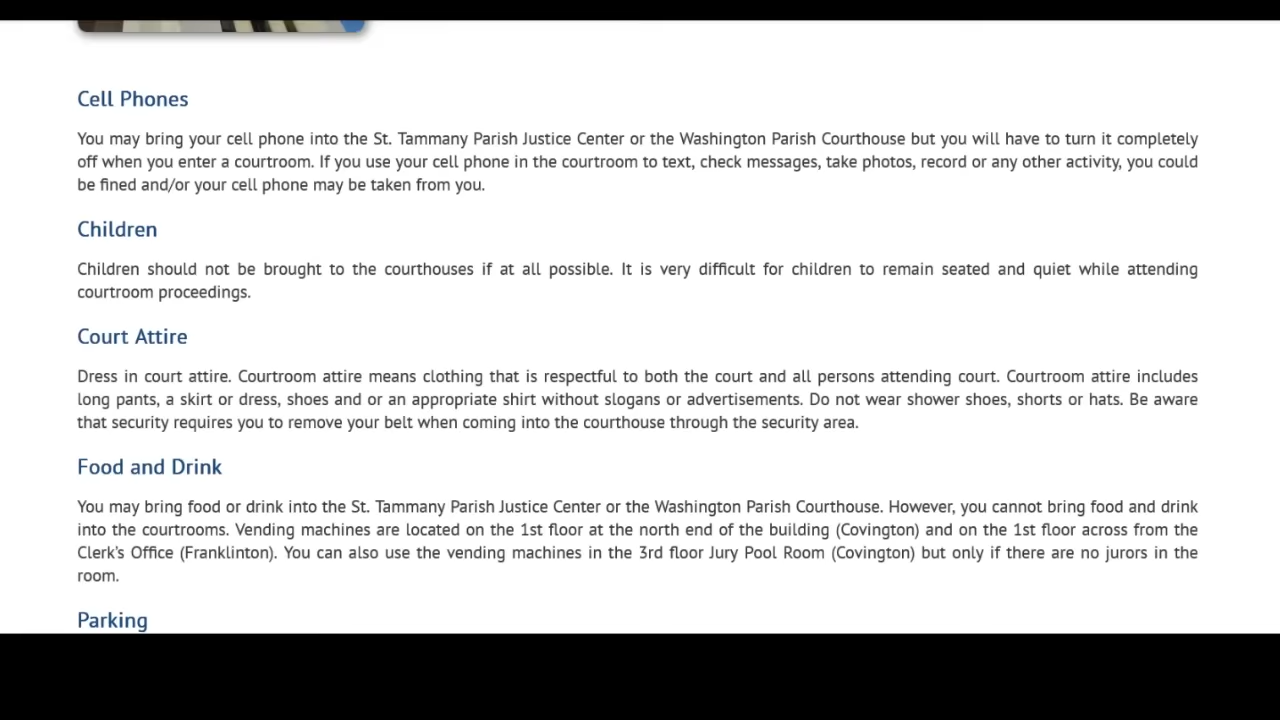 Cell Phones
You may bring your cell phone into the St. Tammany Parish Justice Center or the Washington Parish Courthouse but you will have to turn it completely
off when you enter a courtroom. If you use your cell phone in the courtroom to text, check messages, take photos, record or any other activity, you could
be fined and/or your cell phone may be taken from you.
Children
Children should not be brought to the courthouses if at all possible. It is very difficult for children to remain seated and quiet while attending
courtroom proceedings.
Court Attire
Dress in court attire. Courtroom attire means clothing that is respectful to both the court and all persons attending court. Courtroom attire includes
long pants, a skirt or dress, shoes and or an appropriate shirt without slogans or advertisements. Do not wear shower shoes, shorts or hats. Be aware
that security requires you to remove your belt when coming into the courthouse through the security area.
Food and Drink
You may bring food or drink into the St. Tammany Parish Justice Center or the Washington Parish Courthouse. However, you cannot bring food and drink
into the courtrooms. Vending machines are located on the 1st floor at the north end of the building (Covington) and on the 1st floor across from the
Clerk's Office (Franklinton). You can also use the vending machines in the 3rd floor Jury Pool Room (Covington) but only if there are no jurors in the
room.
Parking